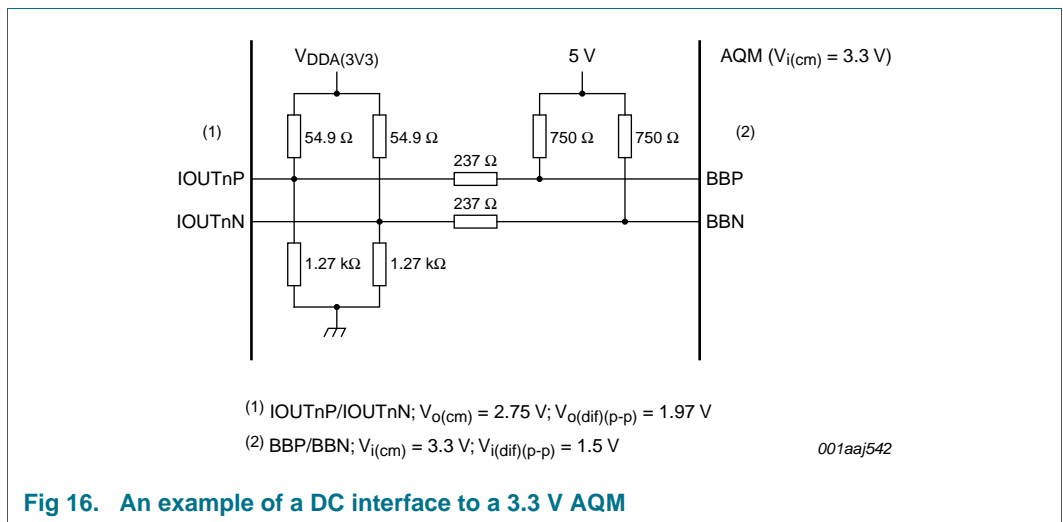 VDDA(3V3)
5 V
AQM (Vi(cm) = 3.3 V)
(1)
54.9 Ω
54.9 Ω
750 Ω
750 Ω
(2)
237 Ω
IOUTnP
BBP
237 Ω
IOUTnN
BBN
1.27 kΩ
1.27 kΩ
(1) IOUTnP/IOUTnN; Vo(cm) = 2.75 V; Vo(dif)(p-p) = 1.97 V
(2) BBP/BBN; Vi(cm) = 3.3 V; Vi(dif)(p-p) = 1.5 V
001aaj542
Fig 16. An example of a DC interface to a 3.3 V AQM